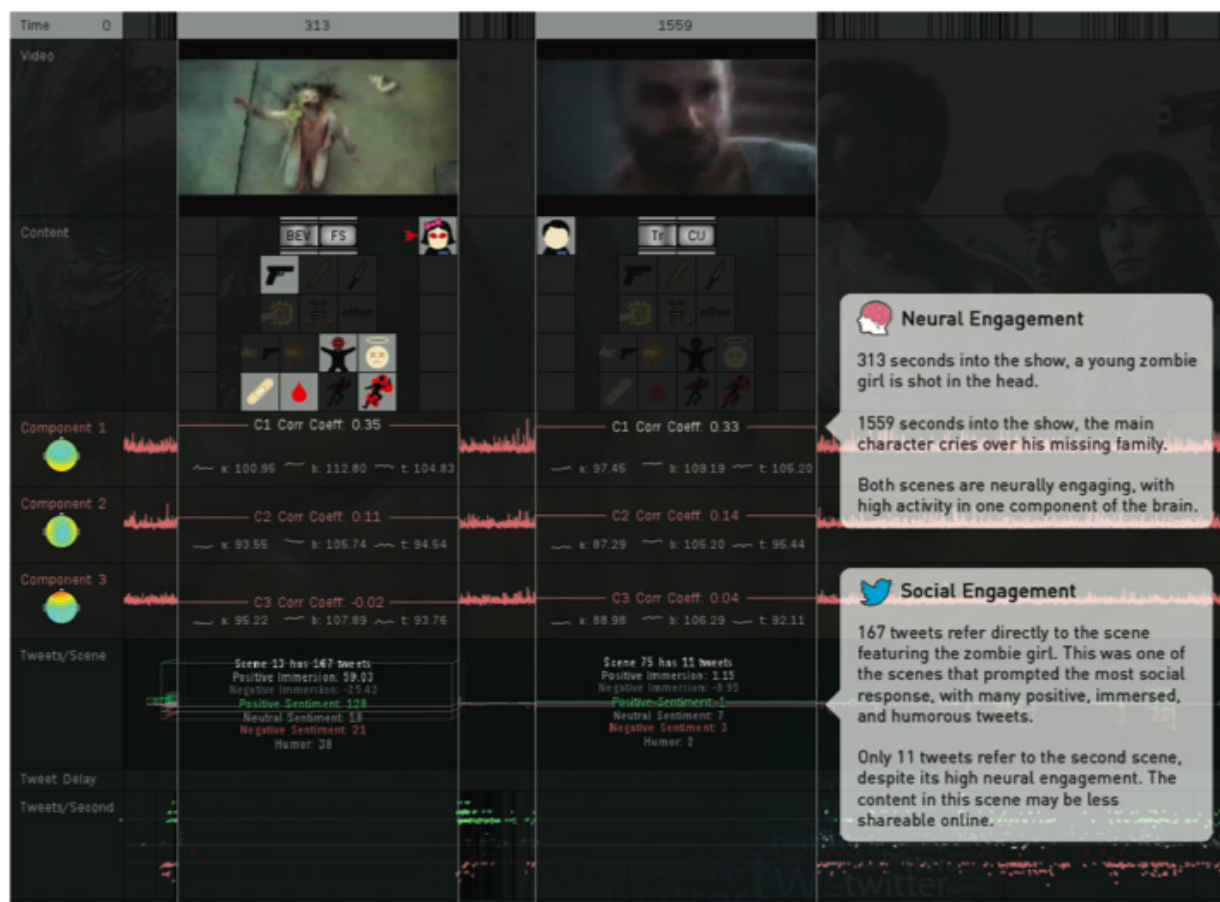 Time 0 313 1559
Video
Content
BEV FS
Tr CU
other
other
Component 1
C1 Corr Coeff: 0.35
a: 100.95 b: 112.80 t: 104.83
C1 Corr Coeff: 0.33
a: 97.45 b: 109.19 t: 105.20
Component 2
C2 Corr Coeff: 0.11
a: 93.55 b: 105.74 t: 94.54
C2 Corr Coeff: 0.14
a: 87.29 b: 105.20 t: 95.44
Component 3
C3 Corr Coeff: -0.02
a: 95.22 b: 107.89 t: 93.76
C3 Corr Coeff: 0.04
a: 88.98 b: 106.29 t: 92.11
Tweets/Scene
Scene 13 has 167 tweets
Positive Immersion: 59.03
Negative Immersion: -25.42
Positive Sentiment: 128
Neutral Sentiment: 18
Negative Sentiment: 21
Humor: 38
Scene 75 has 11 tweets
Positive Immersion: 1.15
Negative Immersion: -9.95
Positive Sentiment: 1
Neutral Sentiment: 7
Negative Sentiment: 3
Humor: 2
Tweet Delay
Tweets/Second
Neural Engagement
313 seconds into the show, a young zombie
girl is shot in the head.
1559 seconds into the show, the main
character cries over his missing family.
Both scenes are neurally engaging, with
high activity in one component of the brain.
Social Engagement
167 tweets refer directly to the scene
featuring the zombie girl. This was one of
the scenes that prompted the most social
response, with many positive, immersed,
and humorous tweets.
Only 11 tweets refer to the second scene,
despite its high neural engagement. The
content in this scene may be less
shareable online.
twitter